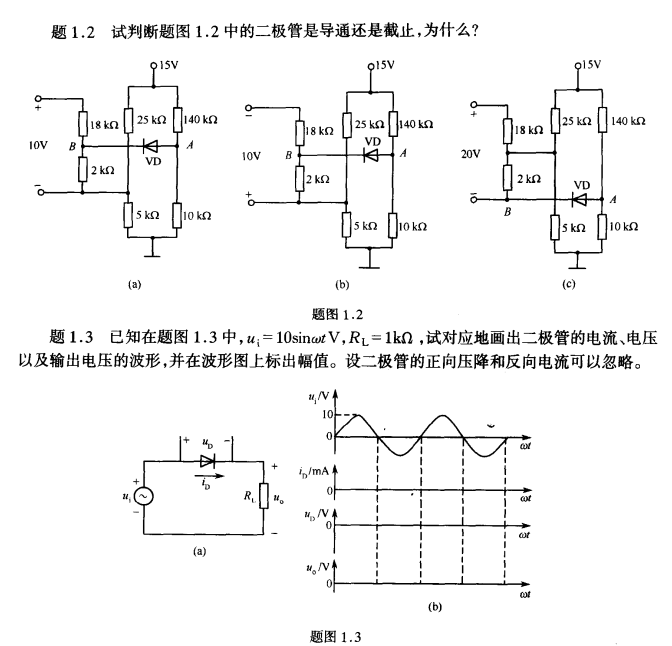 题 1.2 试判断题图 1.2 中的二极管是导通还是截止,为什么?
15V
+
18 kΩ
25 kΩ
140 kΩ
10V
B
VD
A
2 kΩ
−
5 kΩ
10 kΩ
(a)
15V
−
18 kΩ
25 kΩ
140 kΩ
10V
B
VD
A
2 kΩ
+
5 kΩ
10 kΩ
(b)
15V
+
18 kΩ
25 kΩ
140 kΩ
20V
2 kΩ
VD
−
B
A
5 kΩ
10 kΩ
(c)
题图 1.2
题 1.3 已知在题图 1.3 中,uᵢ=10sinωt V,R_L=1kΩ,试对应地画出二极管的电流、电压
以及输出电压的波形,并在波形图上标出幅值。设二极管的正向压降和反向电流可以忽略。
+ u_D −
i_D
+
uᵢ
−
R_L
+
u_o
−
(a)
uᵢ/V
10
0
ωt
i_D/mA
0
ωt
u_D/V
0
ωt
u_o/V
0
ωt
(b)
题图 1.3